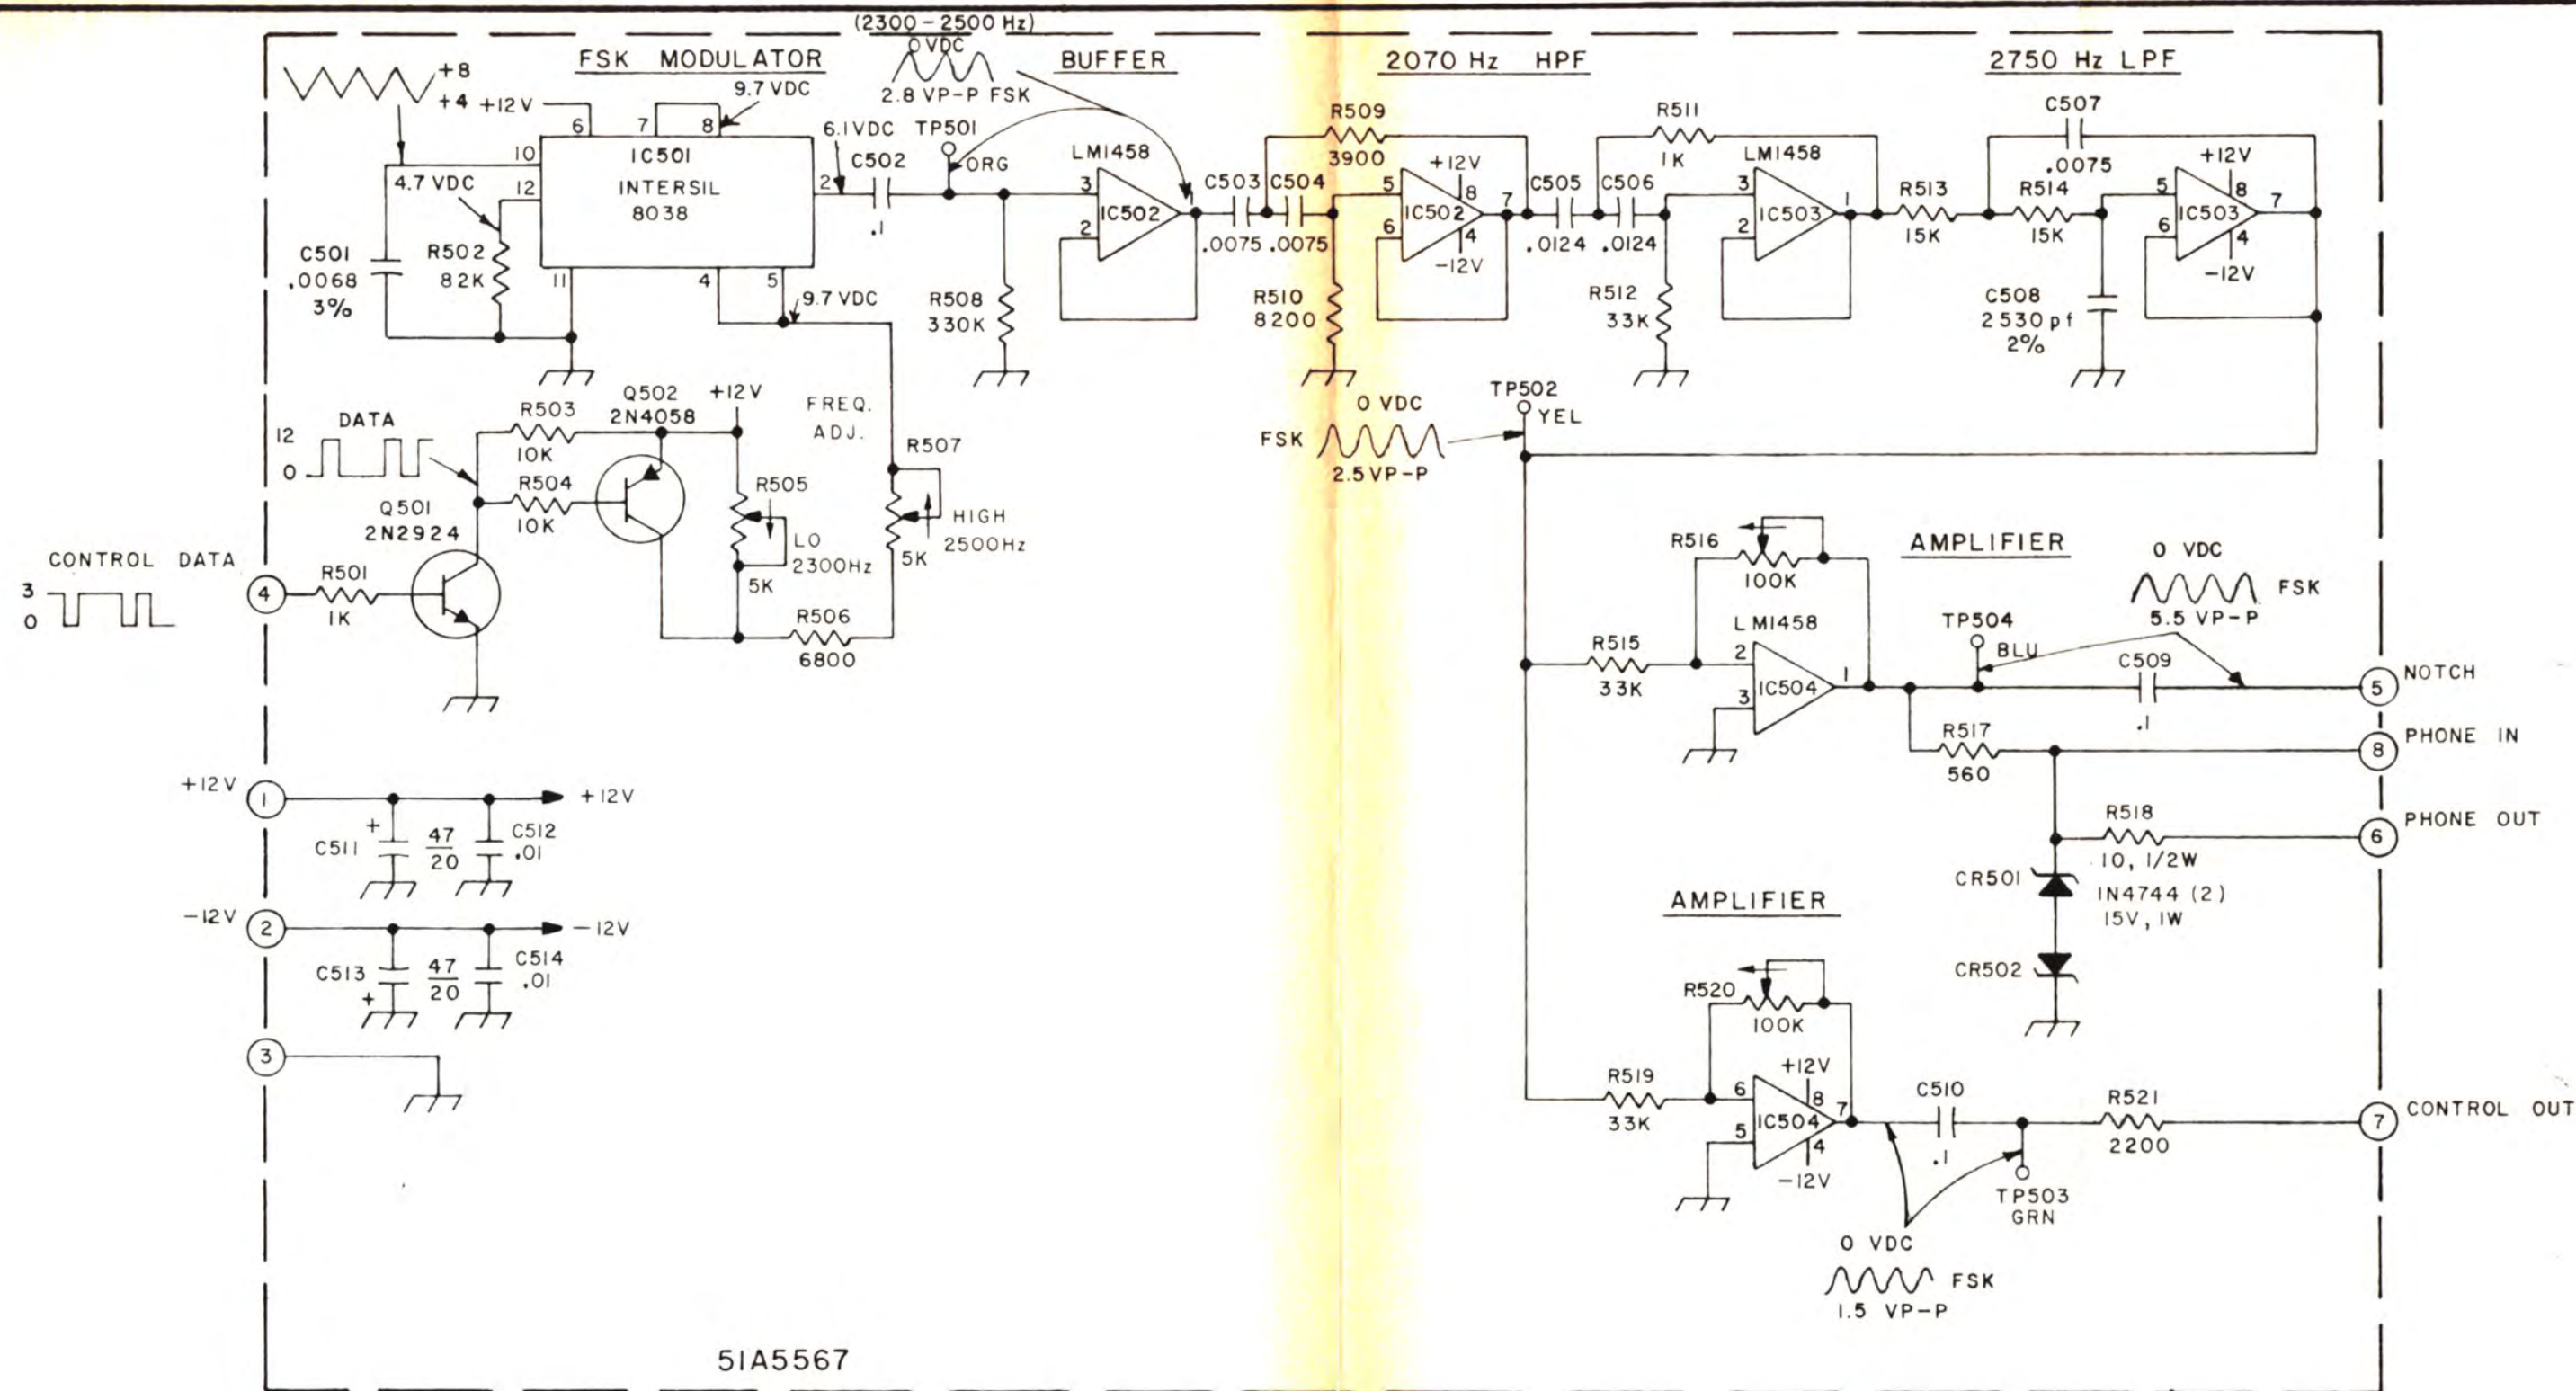 (2300-2500 Hz)
0 VDC
2.8 VP-P FSK
FSK MODULATOR
BUFFER
2070 Hz HPF
2750 Hz LPF
+8
+4
+12V
9.7 VDC
6
7
8
10
12
IC501
INTERSIL
8038
2
11
4
5
4.7 VDC
6.1VDC
C502
.1
TP501
ORG
C501
.0068
3%
R502
82K
9.7 VDC
R508
330K
LM1458
3
2
1
IC502
C503
.0075
C504
.0075
R509
3900
R510
8200
+12V
5
6
8
7
4
IC502
-12V
C505
.0124
C506
.0124
R511
1K
R512
33K
LM1458
3
2
1
IC503
R513
15K
R514
15K
C507
.0075
C508
2530 pf
2%
+12V
5
6
8
7
4
IC503
-12V
DATA
12
0
R503
10K
R504
10K
Q502
2N4058
+12V
FREQ.
ADJ.
R505
LO
2300Hz
5K
R507
HIGH
2500Hz
5K
R506
6800
Q501
2N2924
CONTROL DATA
3
0
4
R501
1K
0 VDC
FSK
2.5 VP-P
TP502
YEL
AMPLIFIER
R516
100K
R515
33K
LM1458
2
3
1
IC504
TP504
BLU
0 VDC
FSK
5.5 VP-P
C509
.1
5
NOTCH
R517
560
8
PHONE IN
R518
10, 1/2W
6
PHONE OUT
CR501
1N4744 (2)
15V, 1W
CR502
+12V
1
+12V
+
C511
47
20
C512
.01
-12V
2
-12V
C513
+
47
20
C514
.01
3
AMPLIFIER
R520
100K
R519
33K
+12V
6
5
8
7
4
IC504
-12V
C510
.1
TP503
GRN
R521
2200
7
CONTROL OUT
0 VDC
FSK
1.5 VP-P
51A5567